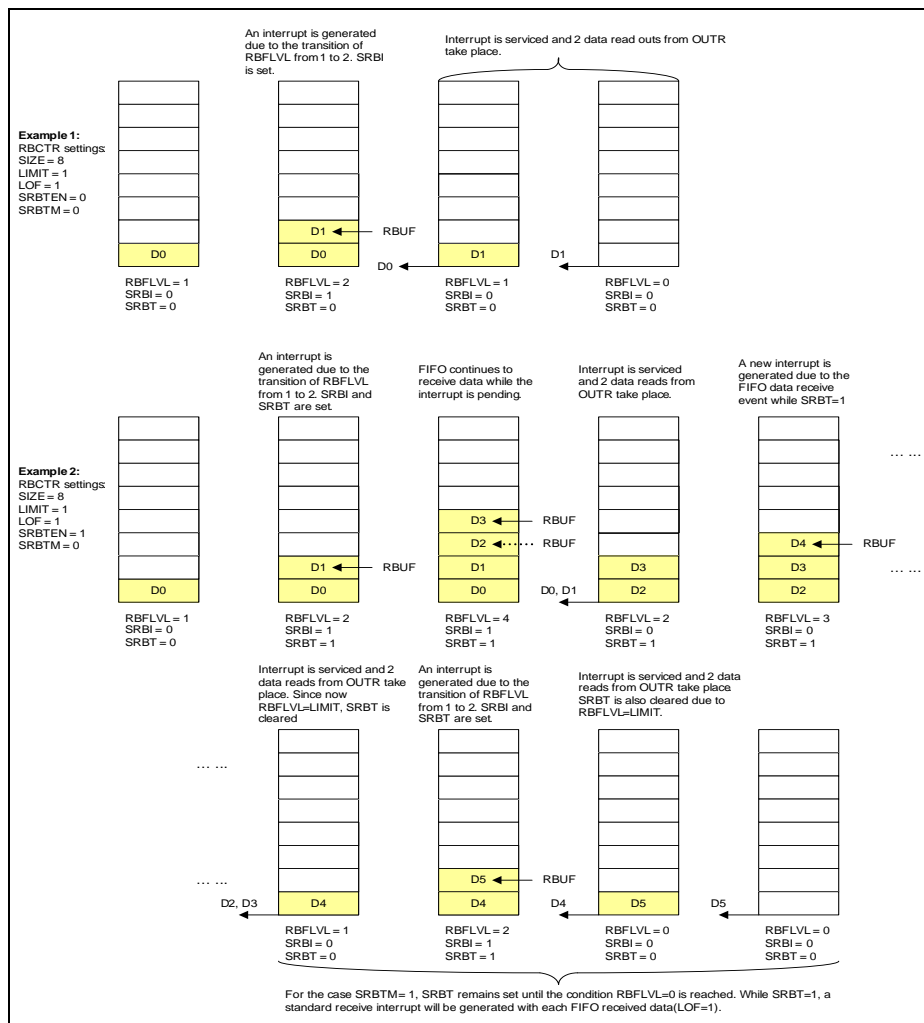 An interrupt is generated
due to the transition of
RBFLVL from 1 to 2. SRBI
is set.
Interrupt is serviced and 2 data read outs from OUTR
take place.
Example 1:
RBCTR settings:
SIZE = 8
LIMIT = 1
LOF = 1
SRBTEN = 0
SRBTM = 0
D0
D1
RBUF
D0
D0
D1
D1
RBFLVL = 1
SRBI = 0
SRBT = 0
RBFLVL = 2
SRBI = 1
SRBT = 0
RBFLVL = 1
SRBI = 0
SRBT = 0
RBFLVL = 0
SRBI = 0
SRBT = 0
An interrupt is
generated due to the
transition of RBFLVL
from 1 to 2. SRBI and
SRBT are set.
FIFO continues to
receive data while the
interrupt is pending.
Interrupt is serviced
and 2 data reads from
OUTR take place.
A new interrupt is
generated due to the
FIFO data receive
event while SRBT=1
Example 2:
RBCTR settings:
SIZE = 8
LIMIT = 1
LOF = 1
SRBTEN = 1
SRBTM = 0
... ...
D0
D1
RBUF
D0
D3
RBUF
D2
RBUF
D1
D0
D0, D1
D3
D2
D4
RBUF
D3
D2
... ...
RBFLVL = 1
SRBI = 0
SRBT = 0
RBFLVL = 2
SRBI = 1
SRBT = 1
RBFLVL = 4
SRBI = 1
SRBT = 1
RBFLVL = 2
SRBI = 0
SRBT = 1
RBFLVL = 3
SRBI = 0
SRBT = 1
Interrupt is serviced and 2
data reads from OUTR take
place. Since now
RBFLVL=LIMIT, SRBT is
cleared
An interrupt is
generated due to the
transition of RBFLVL
from 1 to 2. SRBI and
SRBT are set.
Interrupt is serviced and 2 data
reads from OUTR take place.
SRBT is also cleared due to
RBFLVL=LIMIT.
... ...
... ...
D2, D3
D4
D5
RBUF
D4
D4
D5
D5
RBFLVL = 1
SRBI = 0
SRBT = 0
RBFLVL = 2
SRBI = 1
SRBT = 1
RBFLVL = 0
SRBI = 0
SRBT = 0
RBFLVL = 0
SRBI = 0
SRBT = 0
For the case SRBTM= 1, SRBT remains set until the condition RBFLVL=0 is reached. While SRBT=1, a
standard receive interrupt will be generated with each FIFO received data(LOF=1).